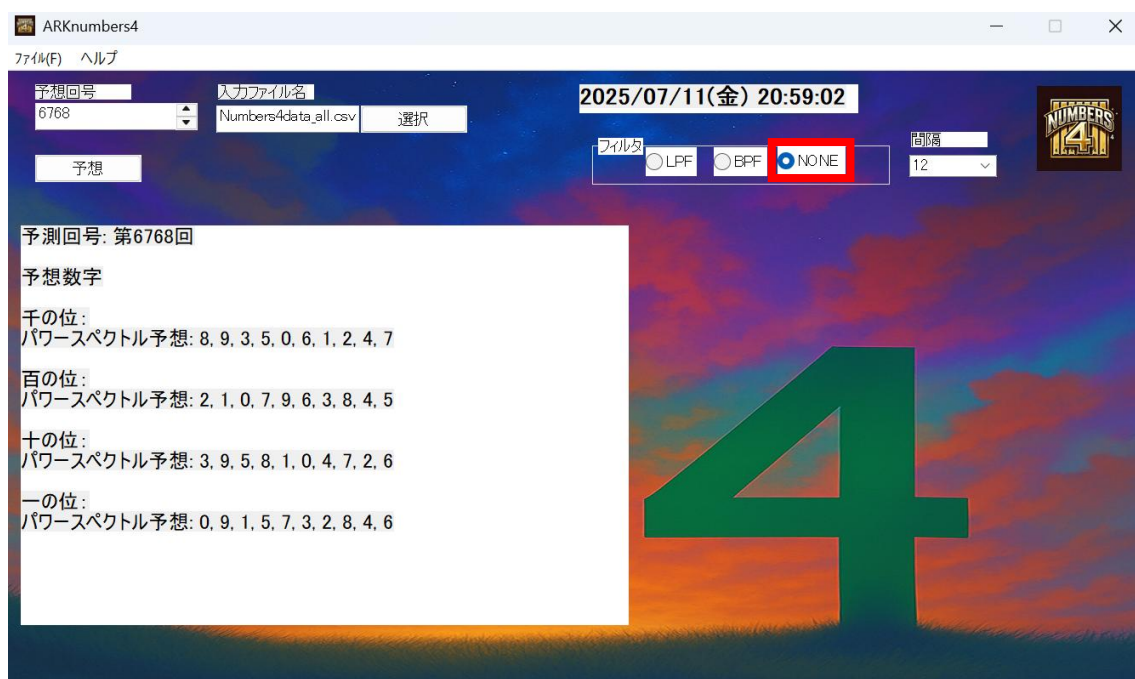 ARKnumbers4
ファイル(F) ヘルプ
予想回号
6768
入力ファイル名
Numbers4data_all.csv
選択
2025/07/11(金) 20:59:02
フィルタ
LPF BPF NONE
間隔
12
NUMBERS
4
予想
予測回号: 第6768回
予想数字
千の位:
パワースペクトル予想: 8, 9, 3, 5, 0, 6, 1, 2, 4, 7
百の位:
パワースペクトル予想: 2, 1, 0, 7, 9, 6, 3, 8, 4, 5
十の位:
パワースペクトル予想: 3, 9, 5, 8, 1, 0, 4, 7, 2, 6
一の位:
パワースペクトル予想: 0, 9, 1, 5, 7, 3, 2, 8, 4, 6
4